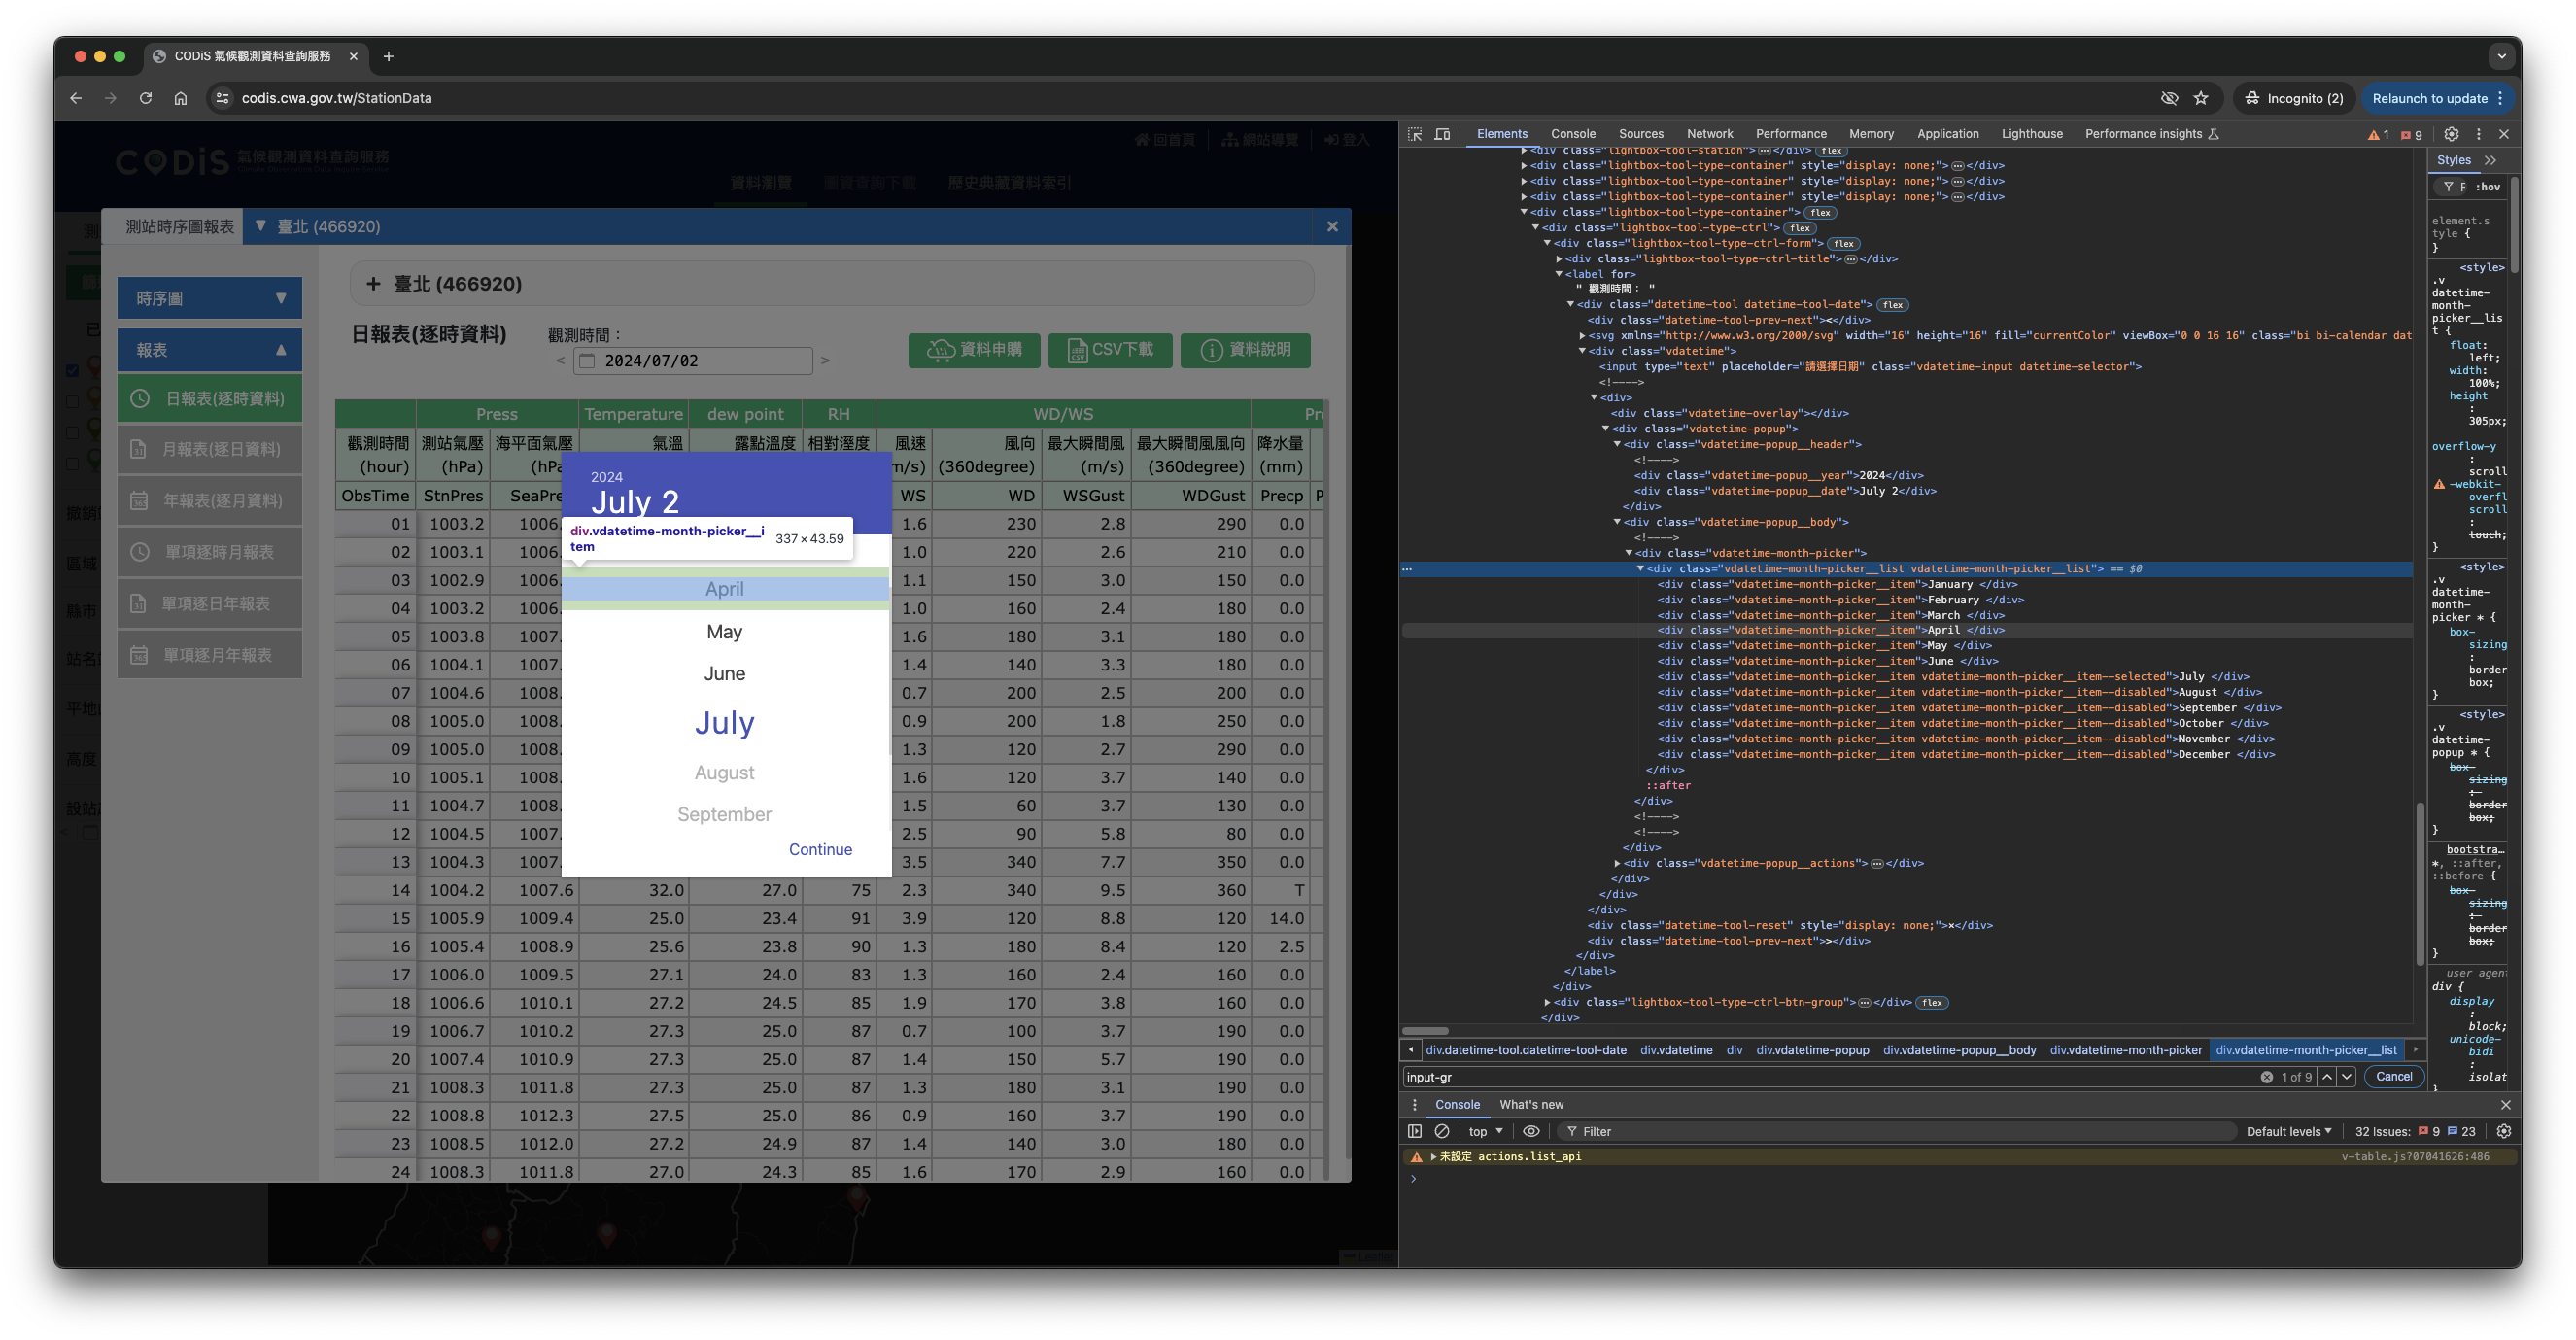 CODiS 氣候觀測資料查詢服務
codis.cwa.gov.tw/StationData
Incognito (2)
Relaunch to update
CODiS 氣候觀測資料查詢服務
Climate Observation Data Inquire Service
回首頁 網站導覽 登入
資料瀏覽 圖資查詢下載 歷史典藏資料索引
測站時序圖報表 ▼ 臺北 (466920) ×
時序圖 ▼
報表 ▲
日報表(逐時資料)
月報表(逐日資料)
年報表(逐月資料)
單項逐時月報表
單項逐日年報表
單項逐月年報表
區域
縣市
高度
+ 臺北 (466920)
日報表(逐時資料)
觀測時間：
< 2024/07/02 >
資料申購 CSV下載 資料說明
Press Temperature dew point RH WD/WS
觀測時間 測站氣壓 海平面氣壓 氣溫 露點溫度 相對溼度 風速 風向 最大瞬間風 最大瞬間風風向 降水量
(hour) (hPa) (360degree) (m/s) (360degree) (mm)
ObsTime StnPres WS WD WSGust WDGust Precp
01 1003.2 1006. 1.6 230 2.8 290 0.0
02 1003.1 1006. 1.0 220 2.6 210 0.0
03 1002.9 1006. 1.1 150 3.0 150 0.0
04 1003.2 1006. 1.0 160 2.4 180 0.0
05 1003.8 1007. 1.6 180 3.1 180 0.0
06 1004.1 1007. 1.4 140 3.3 180 0.0
07 1004.6 1008. 0.7 200 2.5 200 0.0
08 1005.0 1008. 0.9 200 1.8 250 0.0
09 1005.0 1008. 1.3 120 2.7 290 0.0
10 1005.1 1008. 1.6 120 3.7 140 0.0
11 1004.7 1008. 1.5 60 3.7 130 0.0
12 1004.5 1007. 2.5 90 5.8 80 0.0
13 1004.3 1007. 3.5 340 7.7 350 0.0
14 1004.2 1007.6 32.0 27.0 75 2.3 340 9.5 360 T
15 1005.9 1009.4 25.0 23.4 91 3.9 120 8.8 120 14.0
16 1005.4 1008.9 25.6 23.8 90 1.3 180 8.4 120 2.5
17 1006.0 1009.5 27.1 24.0 83 1.3 160 2.4 160 0.0
18 1006.6 1010.1 27.2 24.5 85 1.9 170 3.8 160 0.0
19 1006.7 1010.2 27.3 25.0 87 0.7 100 3.7 190 0.0
20 1007.4 1010.9 27.3 25.0 87 1.4 150 5.7 190 0.0
21 1008.3 1011.8 27.3 25.0 87 1.3 180 3.1 190 0.0
22 1008.8 1012.3 27.5 25.0 86 0.9 160 3.7 190 0.0
23 1008.5 1012.0 27.2 24.9 87 1.4 140 3.0 180 0.0
24 1008.3 1011.8 27.0 24.3 85 1.6 170 2.9 160 0.0
2024
July 2
div.vdatetime-month-picker__i
tem 337 × 43.59
April
May
June
July
August
September
Continue
Leaflet
Elements Console Sources Network Performance Memory Application Lighthouse Performance insights 1 9
<div class="lightbox-tool-station">…</div> flex
<div class="lightbox-tool-type-container" style="display: none;">…</div>
<div class="lightbox-tool-type-container" style="display: none;">…</div>
<div class="lightbox-tool-type-container" style="display: none;">…</div>
<div class="lightbox-tool-type-container"> flex
<div class="lightbox-tool-type-ctrl"> flex
<div class="lightbox-tool-type-ctrl-form"> flex
<div class="lightbox-tool-type-ctrl-title">…</div>
<label for>
" 觀測時間： "
<div class="datetime-tool datetime-tool-date"> flex
<div class="datetime-tool-prev-next"><</div>
<svg xmlns="http://www.w3.org/2000/svg" width="16" height="16" fill="currentColor" viewBox="0 0 16 16" class="bi bi-calendar dat
<div class="vdatetime">
<input type="text" placeholder="請選擇日期" class="vdatetime-input datetime-selector">
<!---->
<div>
<div class="vdatetime-overlay"></div>
<div class="vdatetime-popup">
<div class="vdatetime-popup__header">
<!---->
<div class="vdatetime-popup__year">2024</div>
<div class="vdatetime-popup__date">July 2</div>
</div>
<div class="vdatetime-popup__body">
<!---->
<div class="vdatetime-month-picker">
<div class="vdatetime-month-picker__list vdatetime-month-picker__list"> == $0
<div class="vdatetime-month-picker__item">January </div>
<div class="vdatetime-month-picker__item">February </div>
<div class="vdatetime-month-picker__item">March </div>
<div class="vdatetime-month-picker__item">April </div>
<div class="vdatetime-month-picker__item">May </div>
<div class="vdatetime-month-picker__item">June </div>
<div class="vdatetime-month-picker__item vdatetime-month-picker__item--selected">July </div>
<div class="vdatetime-month-picker__item vdatetime-month-picker__item--disabled">August </div>
<div class="vdatetime-month-picker__item vdatetime-month-picker__item--disabled">September </div>
<div class="vdatetime-month-picker__item vdatetime-month-picker__item--disabled">October </div>
<div class="vdatetime-month-picker__item vdatetime-month-picker__item--disabled">November </div>
<div class="vdatetime-month-picker__item vdatetime-month-picker__item--disabled">December </div>
</div>
::after
</div>
<!---->
<!---->
</div>
<div class="vdatetime-popup__actions">…</div>
</div>
</div>
</div>
<div class="datetime-tool-reset" style="display: none;">×</div>
<div class="datetime-tool-prev-next">></div>
</div>
</label>
</div>
<div class="lightbox-tool-type-ctrl-btn-group">…</div> flex
</div>
div.datetime-tool.datetime-tool-date div.vdatetime div div.vdatetime-popup div.vdatetime-popup__body div.vdatetime-month-picker div.vdatetime-month-picker__list
input-gr 1 of 9 Cancel
Styles
:hov
element.s
tyle {
}
<style>
.v
datetime-
month-
picker__lis
t {
float:
left;
width:
100%;
height
:
305px;
overflow-y
:
scroll
-webkit-
overfl
scroll
:
touch;
}
<style>
.v
datetime-
month-
picker * {
box-
sizing
:
border
box;
}
<style>
.v
datetime-
popup * {
box-
sizing
:
border
box;
}
bootstra…
*, ::after,
::before {
box-
sizing
:
border
box;
}
user agent
div {
display
:
block;
unicode-
bidi
:
isolat
}
Console What's new
top Filter Default levels 32 Issues: 9 23
未設定 actions.list_api v-table.js?07041626:486